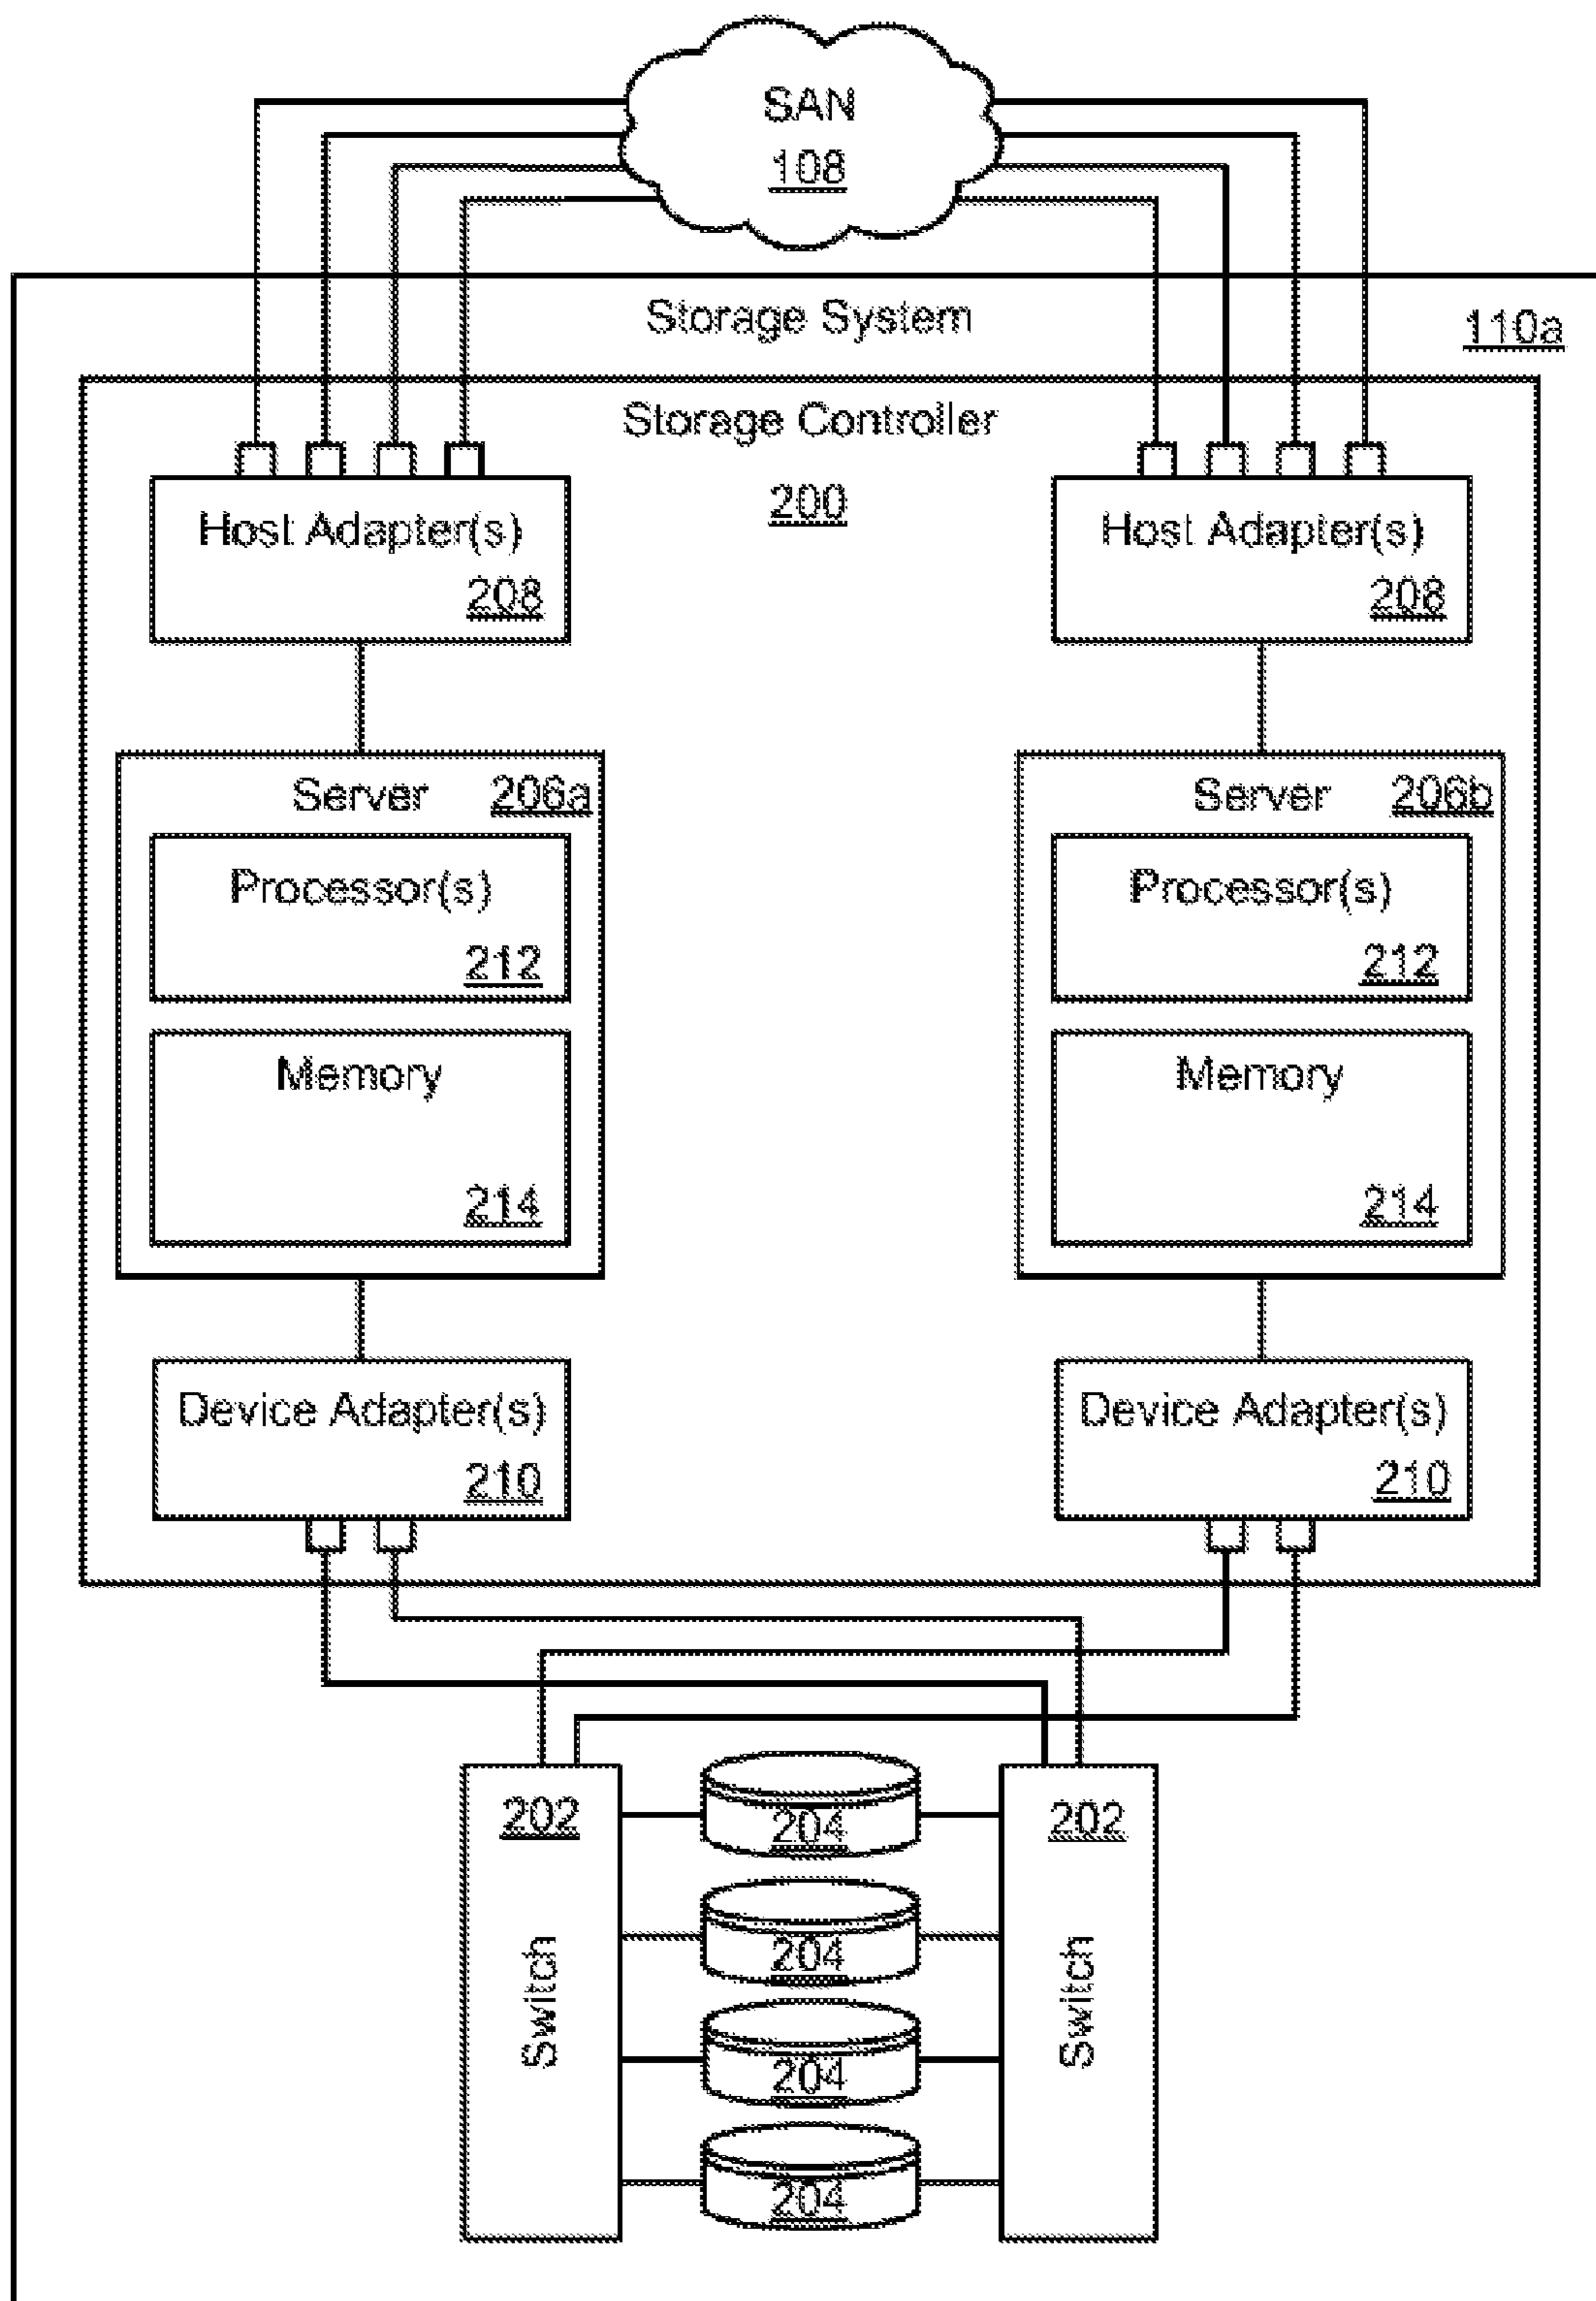 SAN
108
Storage System
110a
Storage Controller
200
Host Adapter(s)
208
Host Adapter(s)
208
Server 206a
Processor(s)
212
Memory
214
Server 206b
Processor(s)
212
Memory
214
Device Adapter(s)
210
Device Adapter(s)
210
202
Switch
204
204
204
204
202
Switch